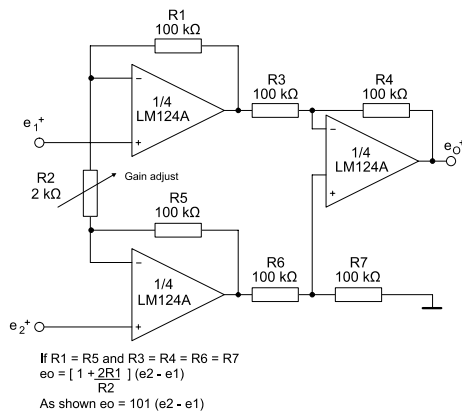 R1
100 kΩ
R3
100 kΩ
R4
100 kΩ
−
1/4
LM124A
+
e1+
−
1/4
LM124A
+
eO+
R2
2 kΩ
Gain adjust
R5
100 kΩ
−
1/4
LM124A
+
e2+
R6
100 kΩ
R7
100 kΩ
If R1 = R5 and R3 = R4 = R6 = R7
eo = [ 1 + 2R1 ] (e2 - e1)
R2
As shown eo = 101 (e2 - e1)